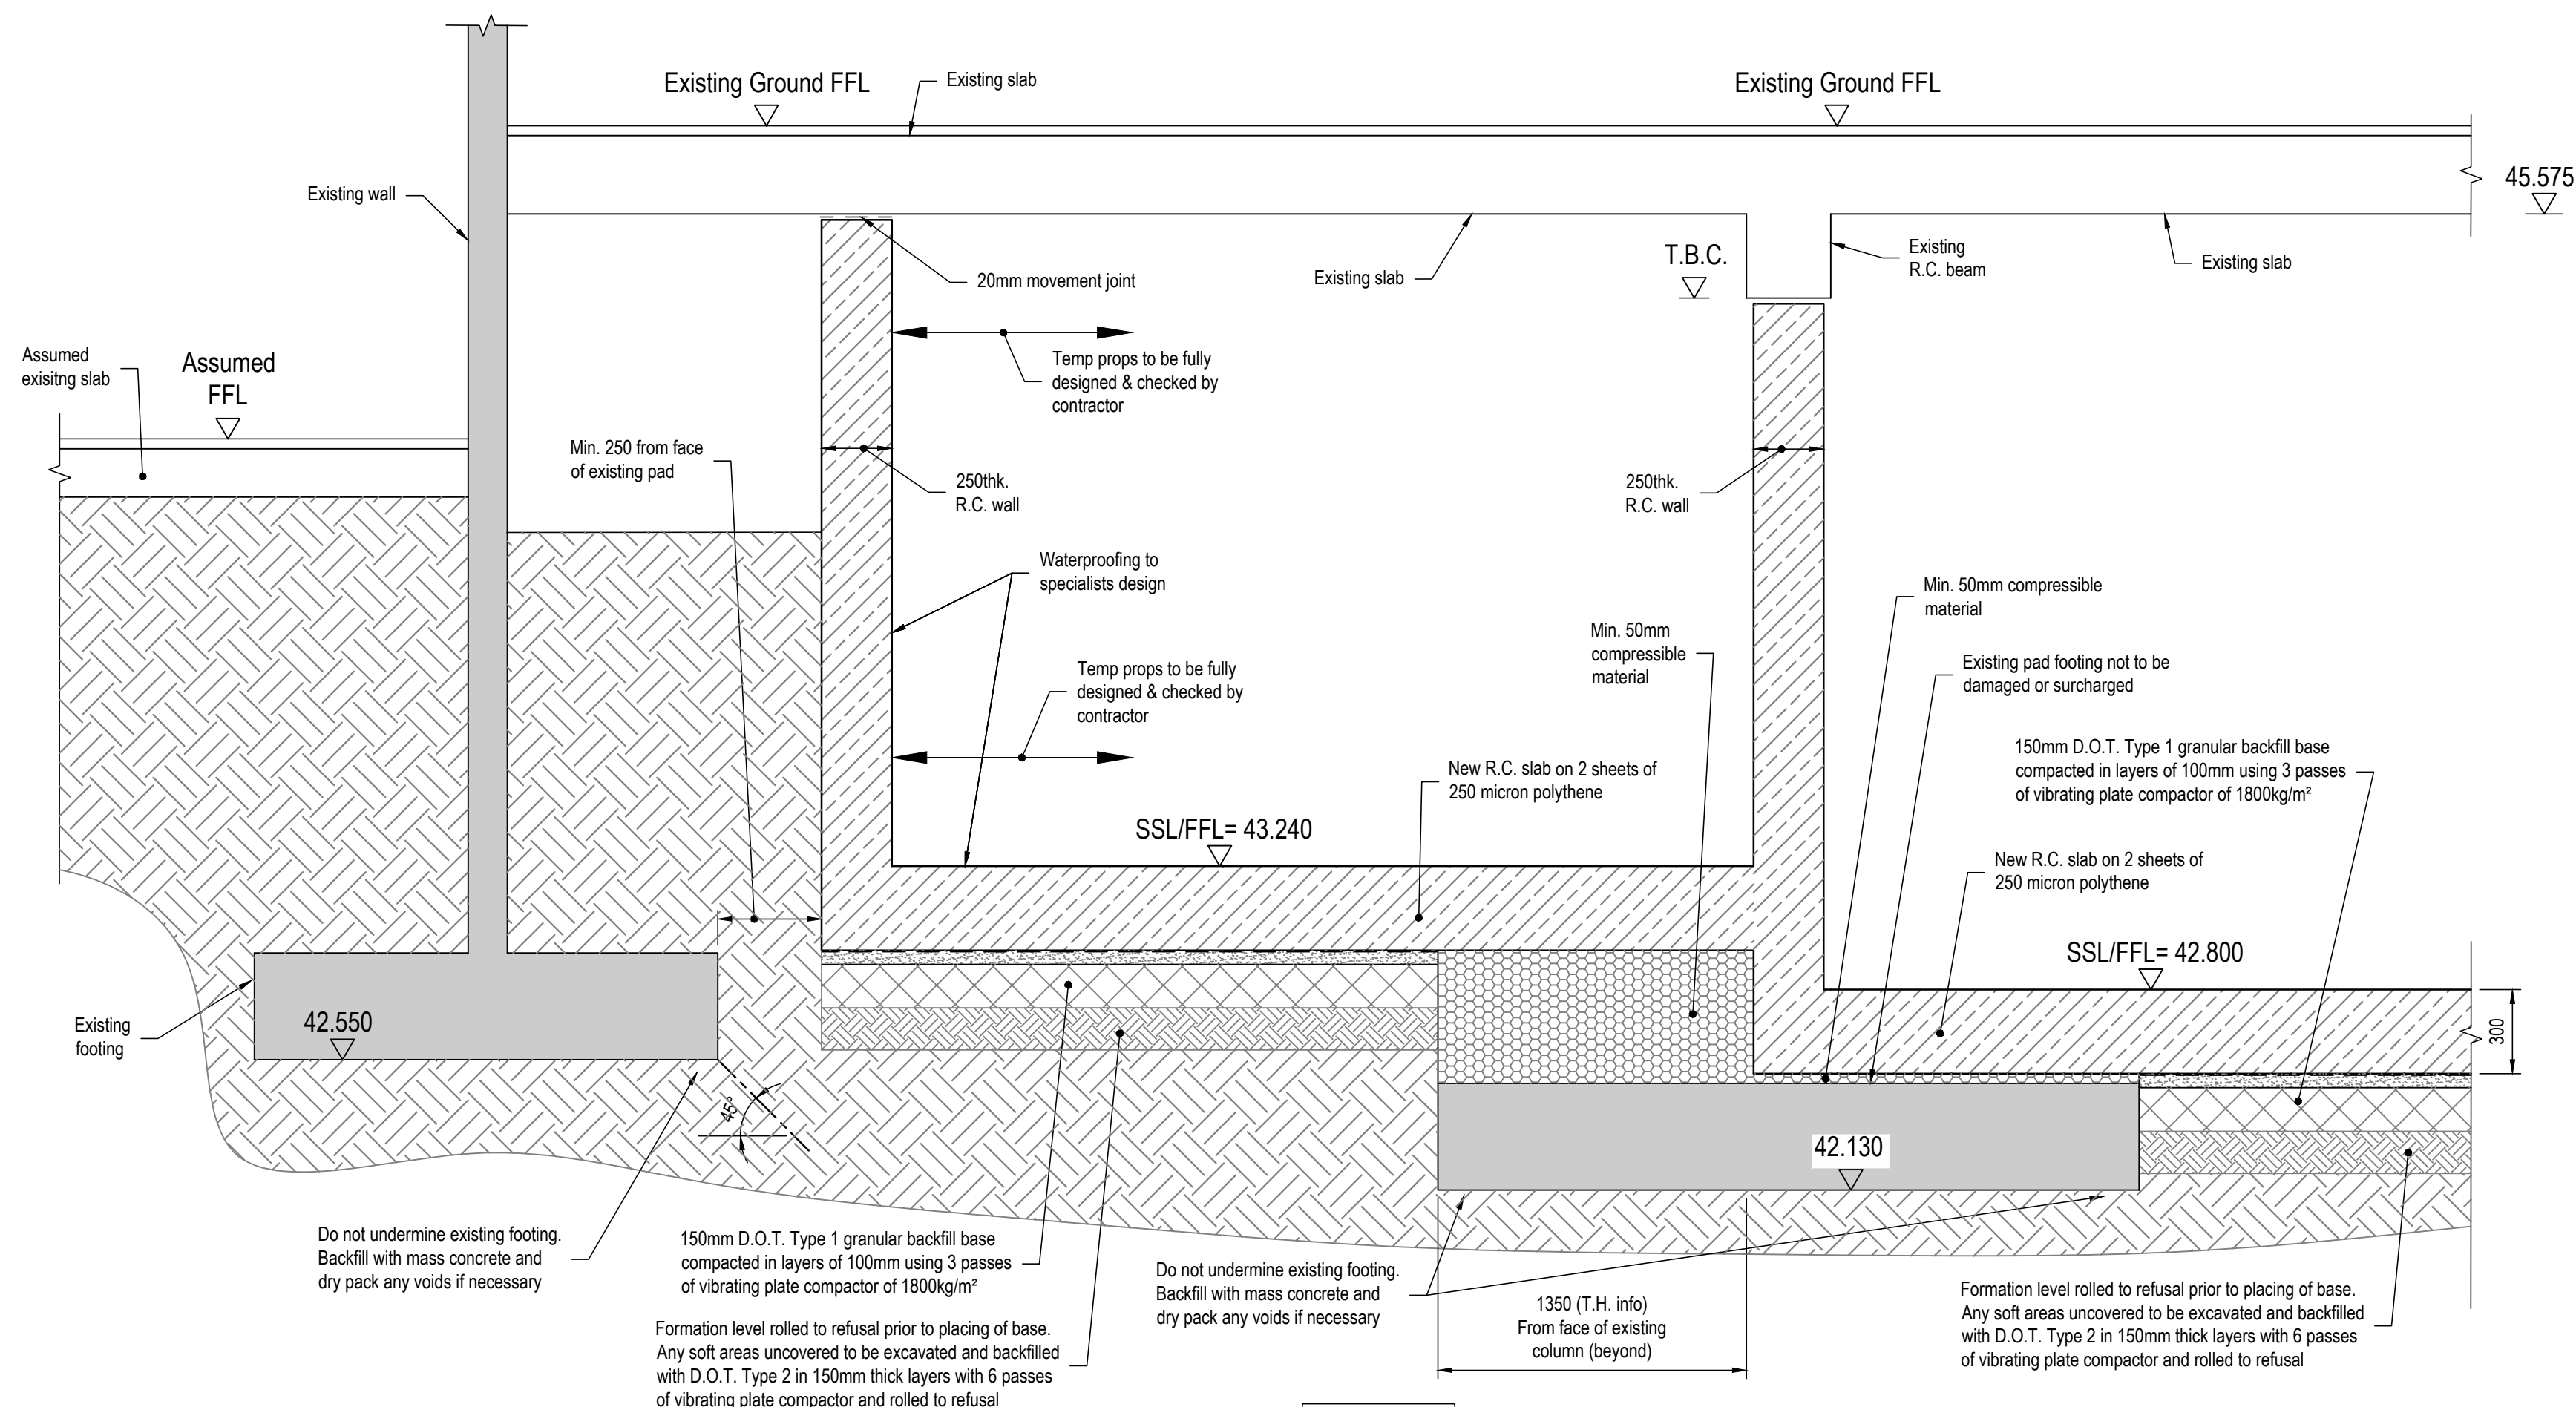 Existing Ground FFL
Existing slab
Existing Ground FFL
45.575
Existing wall
Existing
R.C. beam
Existing slab
T.B.C.
Existing slab
20mm movement joint
Assumed
exisitng slab
Assumed
FFL
Temp props to be fully
designed & checked by
contractor
Min. 250 from face
of existing pad
250thk.
R.C. wall
250thk.
R.C. wall
Waterproofing to
specialists design
Min. 50mm compressible
material
Min. 50mm
compressible
material
Existing pad footing not to be
damaged or surcharged
Temp props to be fully
designed & checked by
contractor
150mm D.O.T. Type 1 granular backfill base
compacted in layers of 100mm using 3 passes
of vibrating plate compactor of 1800kg/m²
New R.C. slab on 2 sheets of
250 micron polythene
SSL/FFL= 43.240
New R.C. slab on 2 sheets of
250 micron polythene
SSL/FFL= 42.800
300
Existing
footing
42.550
45°
42.130
Do not undermine existing footing.
Backfill with mass concrete and
dry pack any voids if necessary
150mm D.O.T. Type 1 granular backfill base
compacted in layers of 100mm using 3 passes
of vibrating plate compactor of 1800kg/m²
Do not undermine existing footing.
Backfill with mass concrete and
dry pack any voids if necessary
1350 (T.H. info)
From face of existing
column (beyond)
Formation level rolled to refusal prior to placing of base.
Any soft areas uncovered to be excavated and backfilled
with D.O.T. Type 2 in 150mm thick layers with 6 passes
of vibrating plate compactor and rolled to refusal
Formation level rolled to refusal prior to placing of base.
Any soft areas uncovered to be excavated and backfilled
with D.O.T. Type 2 in 150mm thick layers with 6 passes
of vibrating plate compactor and rolled to refusal